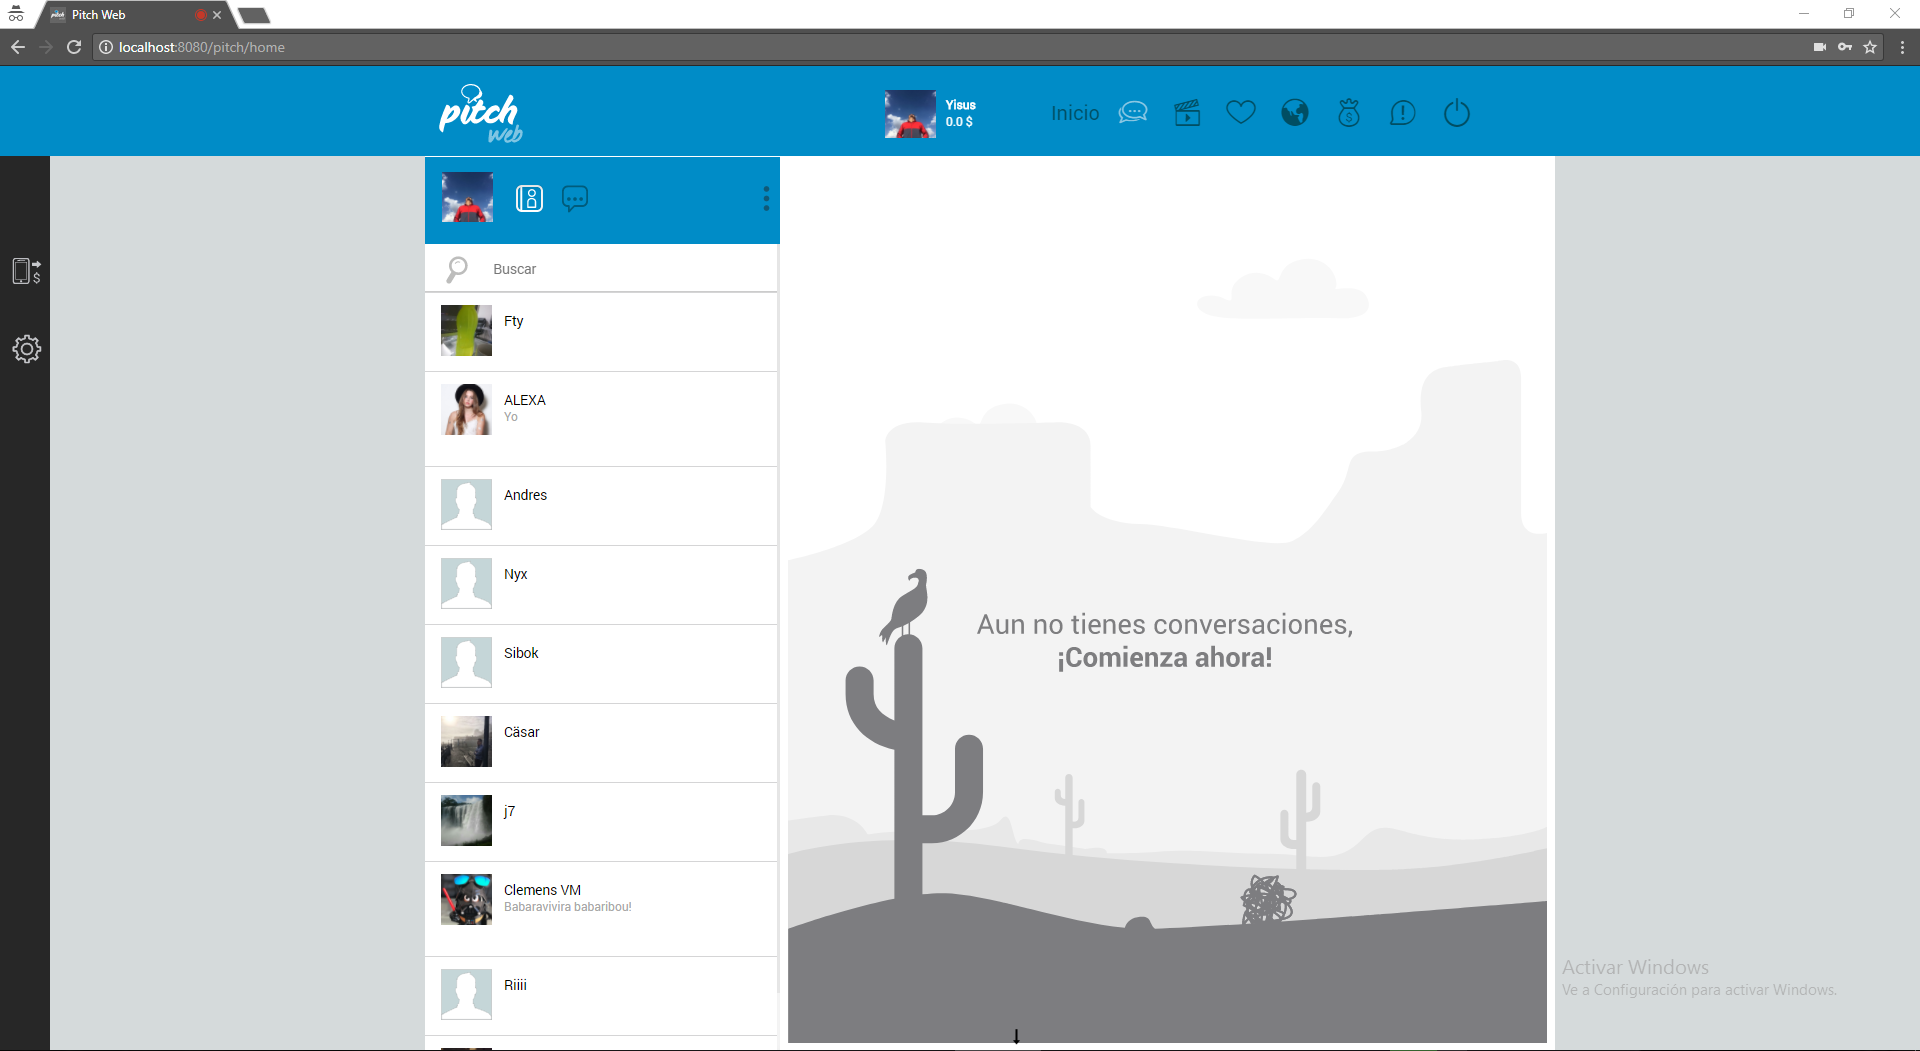 pitch Pitch Web
localhost:8080/pitch/home
pitch
web
Yisus
0.0 $
Inicio
$
$
Buscar
Fty
ALEXA
Yo
Andres
Nyx
Sibok
Cäsar
j7
Clemens VM
Babaravivira babaribou!
Riiii
Aun no tienes conversaciones,
¡Comienza ahora!
Activar Windows
Ve a Configuración para activar Windows.